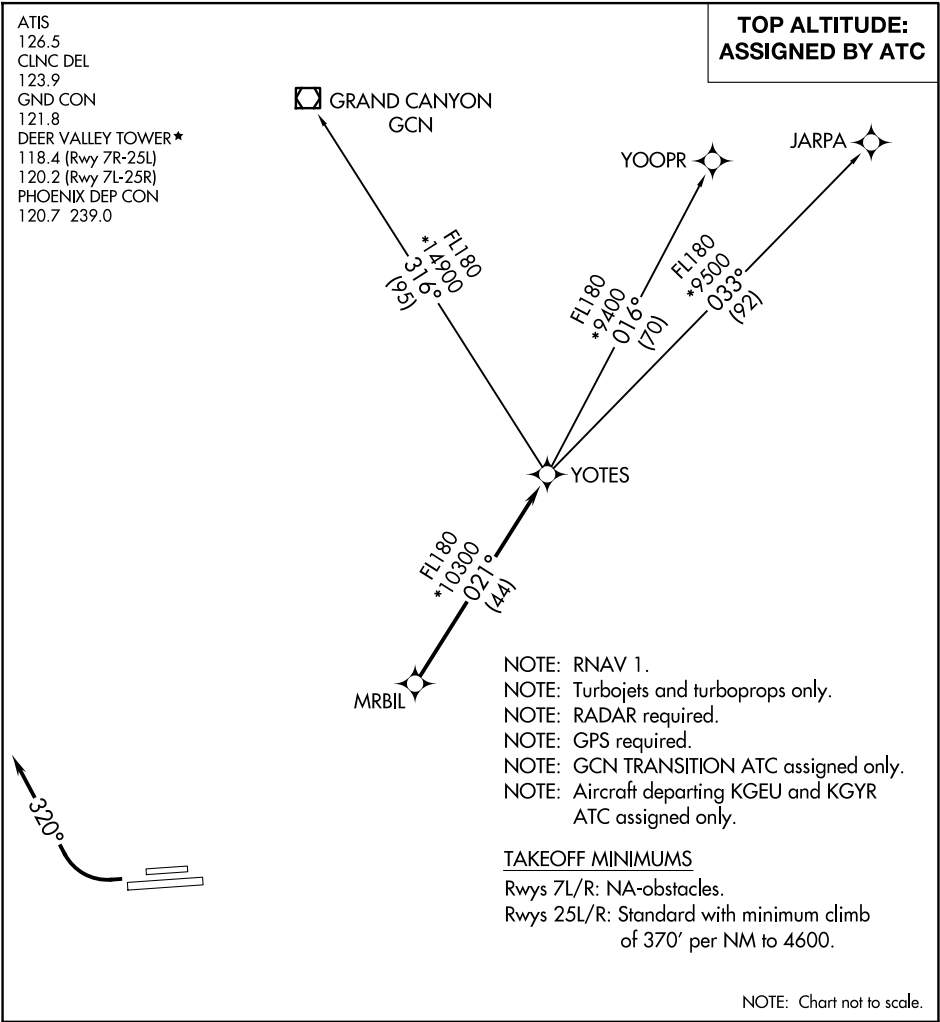 ATIS
126.5
CLNC DEL
123.9
GND CON
121.8
DEER VALLEY TOWER★
118.4 (Rwy 7R-25L)
120.2 (Rwy 7L-25R)
PHOENIX DEP CON
120.7 239.0
TOP ALTITUDE:
ASSIGNED BY ATC
GRAND CANYON
GCN
YOOPR
JARPA
FL180
*14900
316°
(95)
FL180
*9400
016°
(70)
FL180
*9500
033°
(92)
YOTES
FL180
*10300
021°
(44)
MRBIL
320°
NOTE: RNAV 1.
NOTE: Turbojets and turboprops only.
NOTE: RADAR required.
NOTE: GPS required.
NOTE: GCN TRANSITION ATC assigned only.
NOTE: Aircraft departing KGEU and KGYR
ATC assigned only.
TAKEOFF MINIMUMS
Rwys 7L/R: NA-obstacles.
Rwys 25L/R: Standard with minimum climb
of 370' per NM to 4600.
NOTE: Chart not to scale.